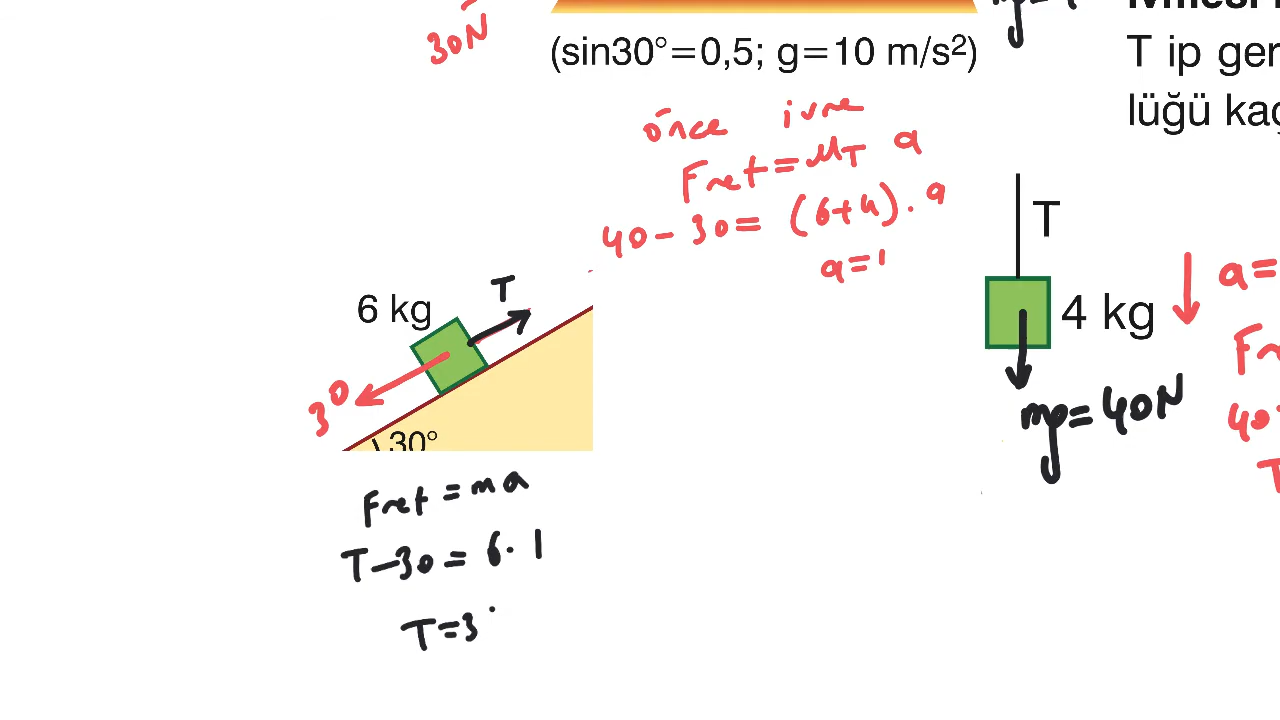 30N
(sin30°=0,5; g=10 m/s²)
T ip ger
lüğü kaç
önce ivme
Fnet = MT a
40-30= (6+4).a
a=1
T
6 kg
30
30°
T
4 kg
mg=40N
a=
40
T
Fnet = ma
T-30= 6.1
T=3